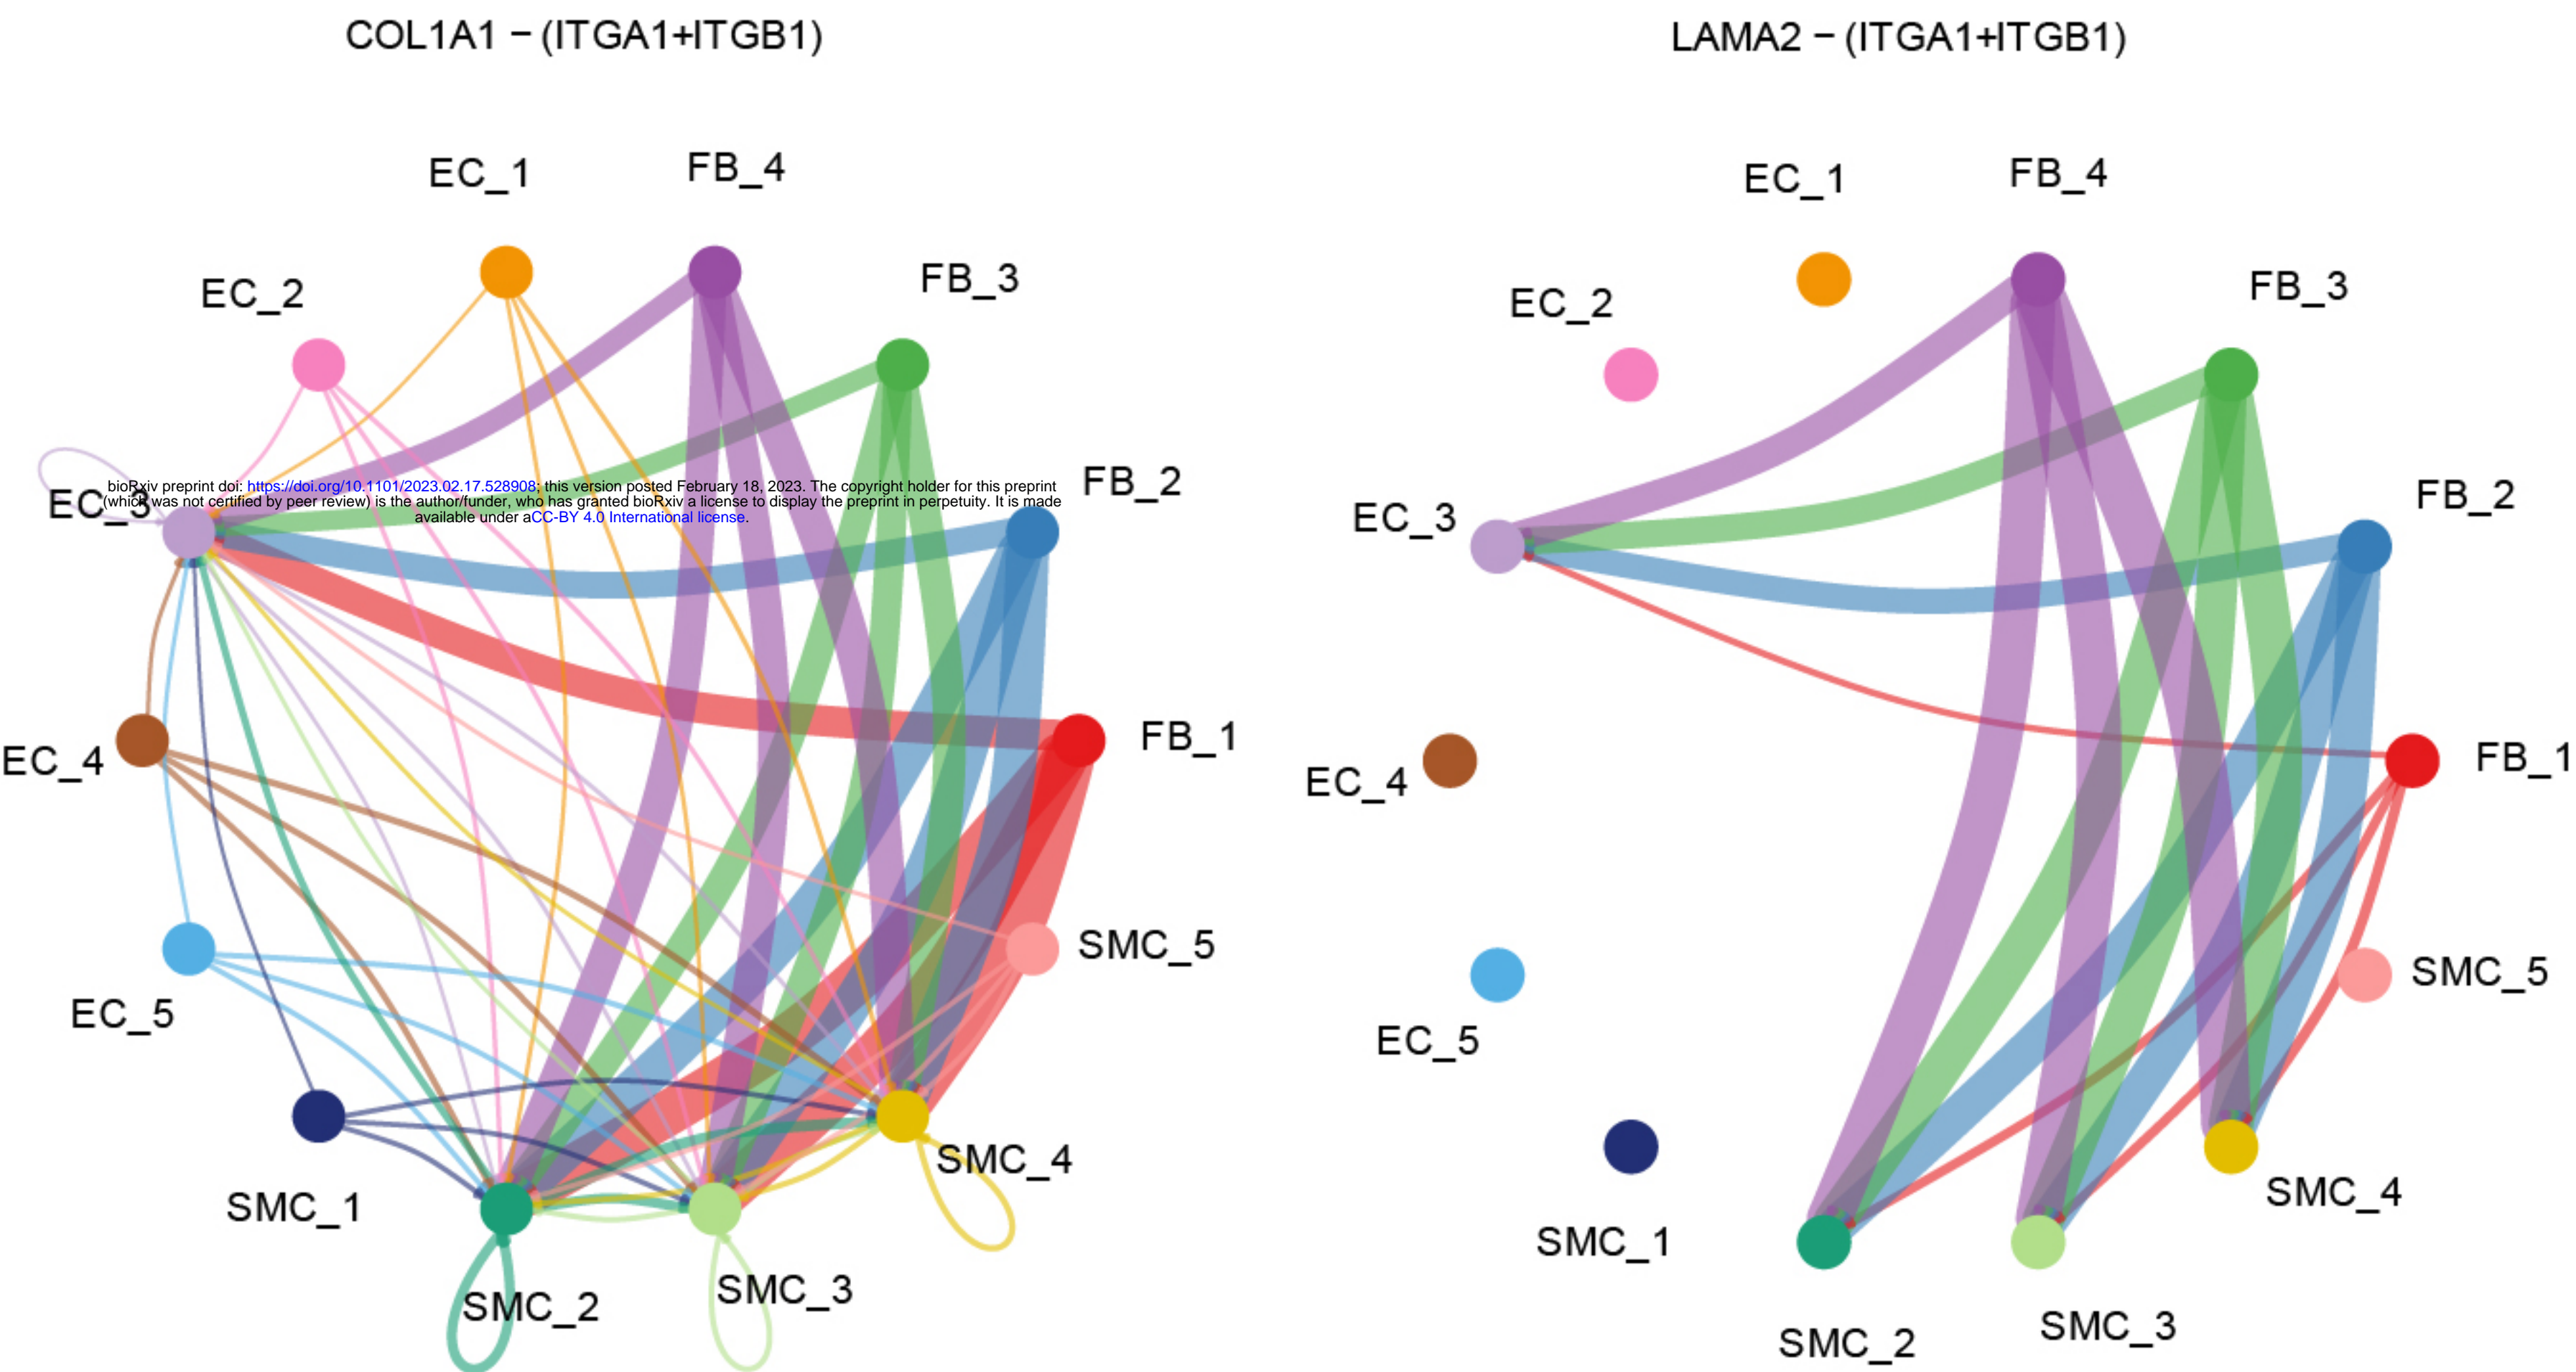 COL1A1 − (ITGA1+ITGB1)
LAMA2 − (ITGA1+ITGB1)
EC_1
FB_4
EC_2
FB_3
FB_2
EC_3
bioRxiv preprint doi: https://doi.org/10.1101/2023.02.17.528908; this version posted February 18, 2023. The copyright holder for this preprint
(which was not certified by peer review) is the author/funder, who has granted bioRxiv a license to display the preprint in perpetuity. It is made
available under aCC-BY 4.0 International license.
FB_1
EC_4
SMC_5
EC_5
SMC_4
SMC_1
SMC_3
SMC_2
EC_1
FB_4
EC_2
FB_3
FB_2
EC_3
FB_1
EC_4
SMC_5
EC_5
SMC_4
SMC_1
SMC_3
SMC_2